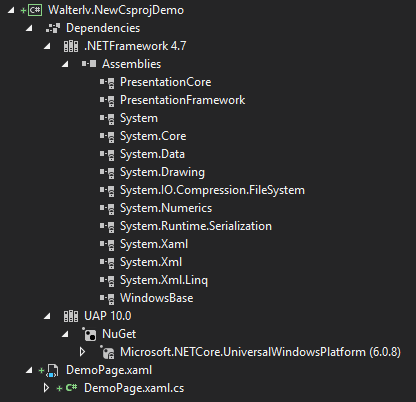 + C# Walterlv.NewCsprojDemo
Dependencies
.NETFramework 4.7
Assemblies
PresentationCore
PresentationFramework
System
System.Core
System.Data
System.Drawing
System.IO.Compression.FileSystem
System.Numerics
System.Runtime.Serialization
System.Xaml
System.Xml
System.Xml.Linq
WindowsBase
UAP 10.0
NuGet
Microsoft.NETCore.UniversalWindowsPlatform (6.0.8)
+ DemoPage.xaml
+ C# DemoPage.xaml.cs